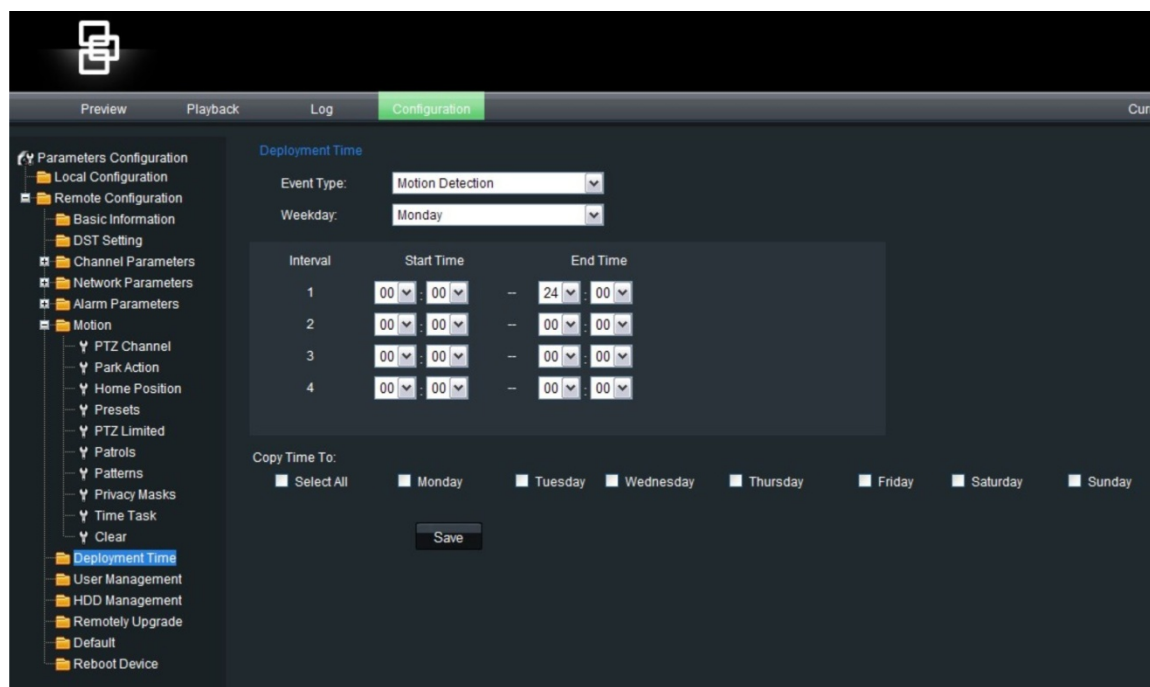 Preview Playback Log Configuration Cur
Parameters Configuration
Local Configuration
Remote Configuration
Basic Information
DST Setting
Channel Parameters
Network Parameters
Alarm Parameters
Motion
PTZ Channel
Park Action
Home Position
Presets
PTZ Limited
Patrols
Patterns
Privacy Masks
Time Task
Clear
Deployment Time
User Management
HDD Management
Remotely Upgrade
Default
Reboot Device
Deployment Time
Event Type: Motion Detection
Weekday: Monday
Interval Start Time End Time
1 00 : 00 -- 24 : 00
2 00 : 00 -- 00 : 00
3 00 : 00 -- 00 : 00
4 00 : 00 -- 00 : 00
Copy Time To:
Select All Monday Tuesday Wednesday Thursday Friday Saturday Sunday
Save